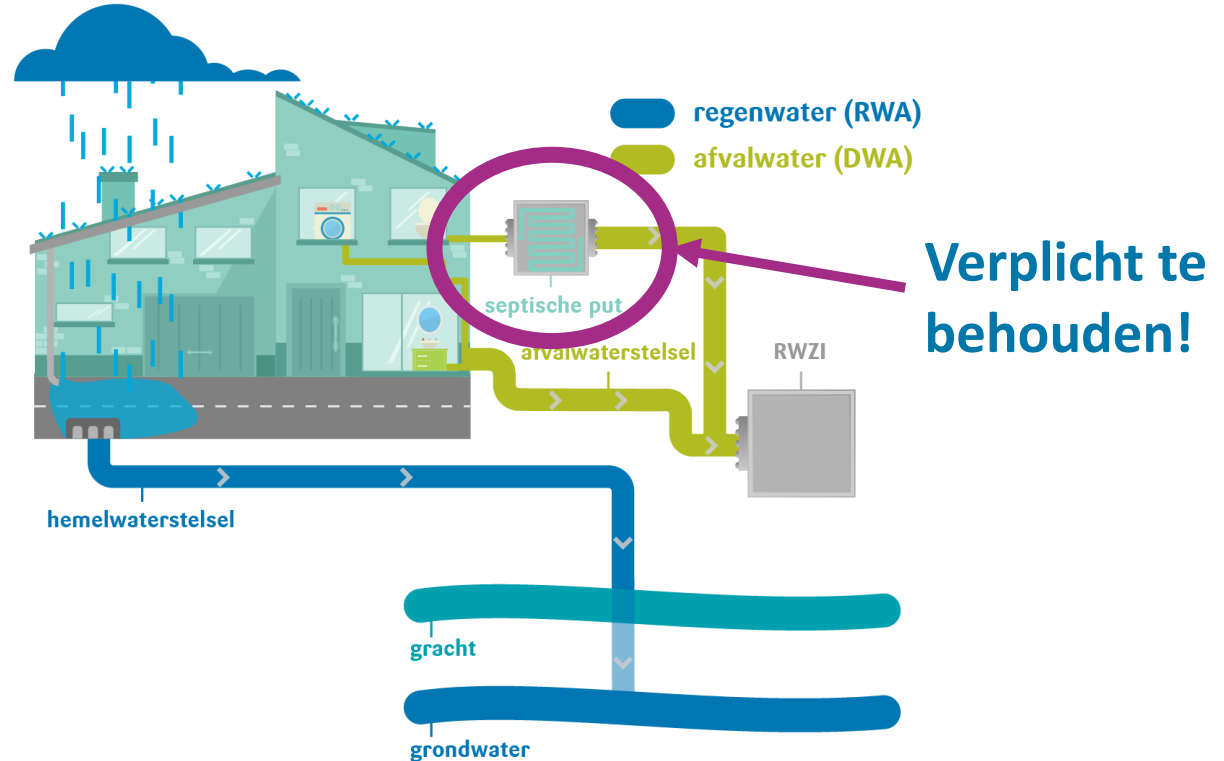 regenwater (RWA)
afvalwater (DWA)
Verplicht te
behouden!
septische put
afvalwaterstelsel
RWZI
hemelwaterstelsel
gracht
grondwater